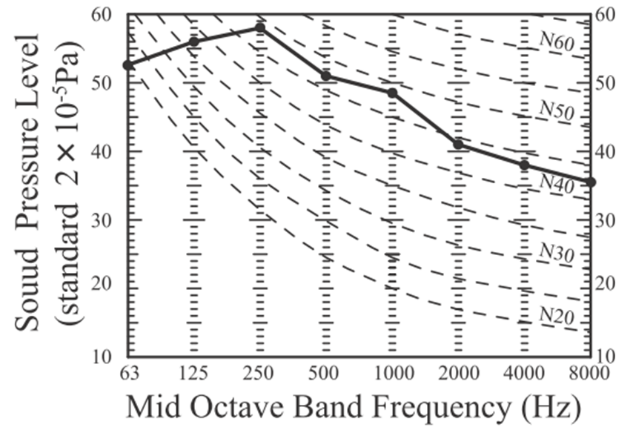 Souud Pressure Level
(standard 2 × 10-5Pa)
60
50
40
30
20
10
60
50
40
30
20
10
N60
N50
N40
N30
N20
63 125 250 500 1000 2000 4000 8000
Mid Octave Band Frequency (Hz)